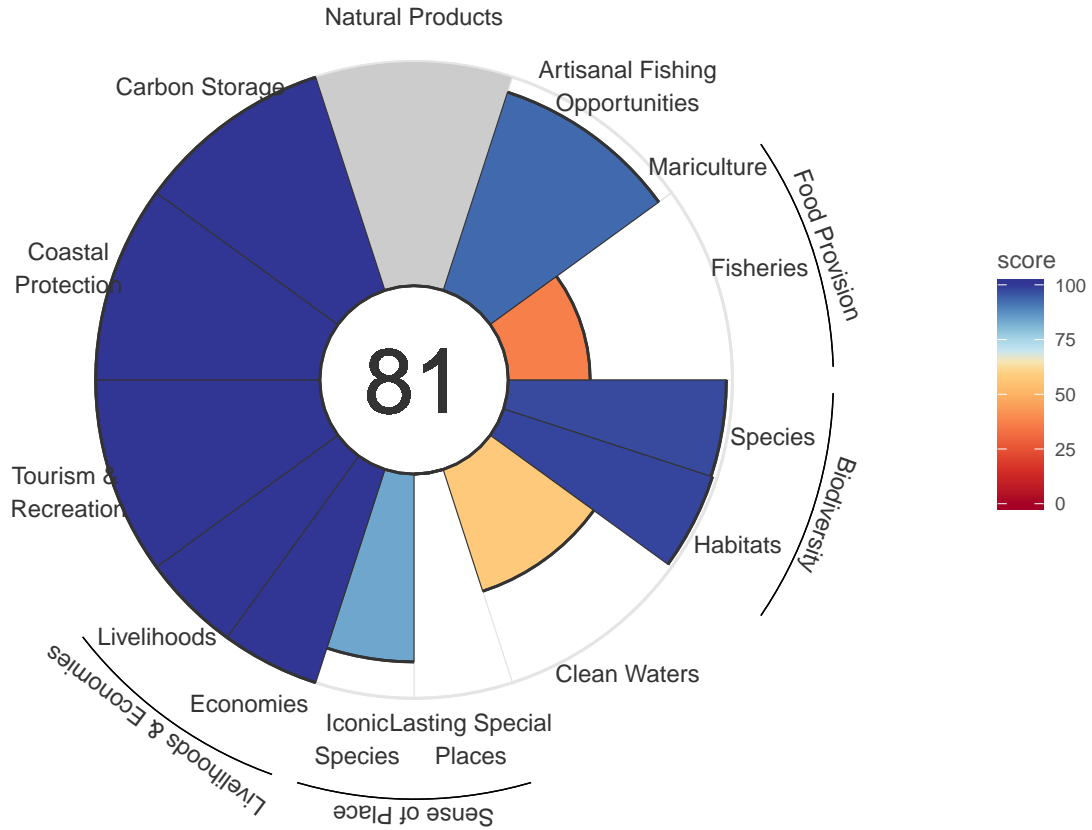 Natural Products
Artisanal Fishing
Opportunities
Carbon Storage
Mariculture
Food Provision
Fisheries
Coastal
Protection
score
100
75
50
25
0
81
Species
Biodiversity
Habitats
Tourism &
Recreation
Livelihoods
Livelihoods & Economies
Economies
Clean Waters
Iconic
Species
Lasting Special
Places
Sense of Place